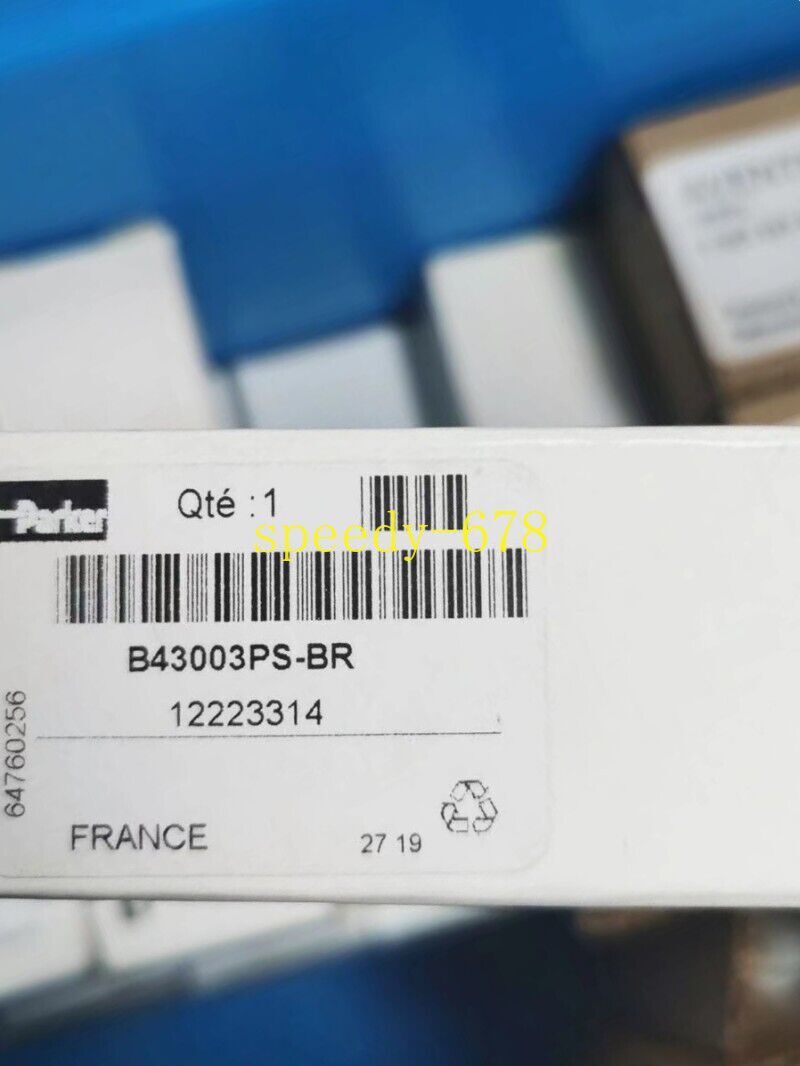 Parker
Qté : 1
speedy-678
B43003PS-BR
12223314
64760256
FRANCE
27 19